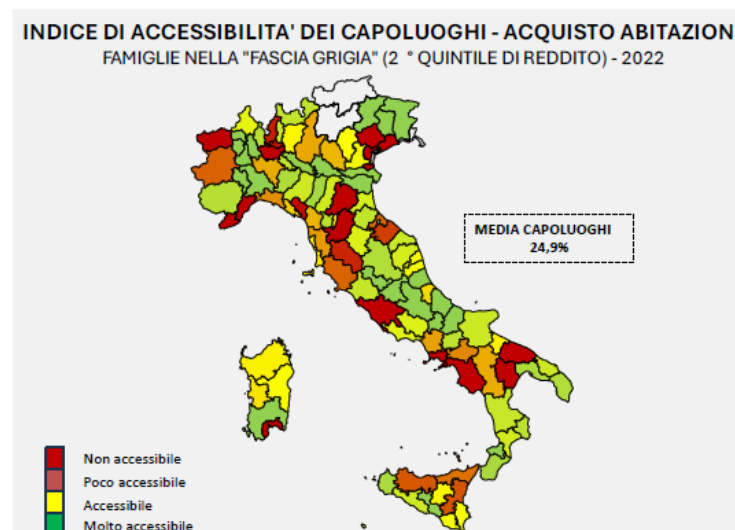 INDICE DI ACCESSIBILITA' DEI CAPOLUOGHI - ACQUISTO ABITAZION
FAMIGLIE NELLA "FASCIA GRIGIA" (2 ° QUINTILE DI REDDITO) - 2022
MEDIA CAPOLUOGHI
24,9%
Non accessibile
Poco accessibile
Accessibile
Molto accessibile